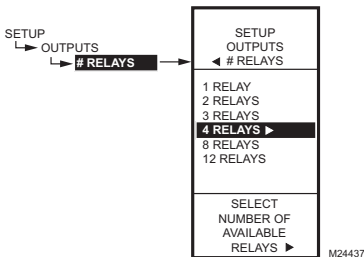 SETUP
OUTPUTS
# RELAYS
SETUP
OUTPUTS
◄ # RELAYS
1 RELAY
2 RELAYS
3 RELAYS
4 RELAYS ►
8 RELAYS
12 RELAYS
SELECT
NUMBER OF
AVAILABLE
RELAYS ►
M24437